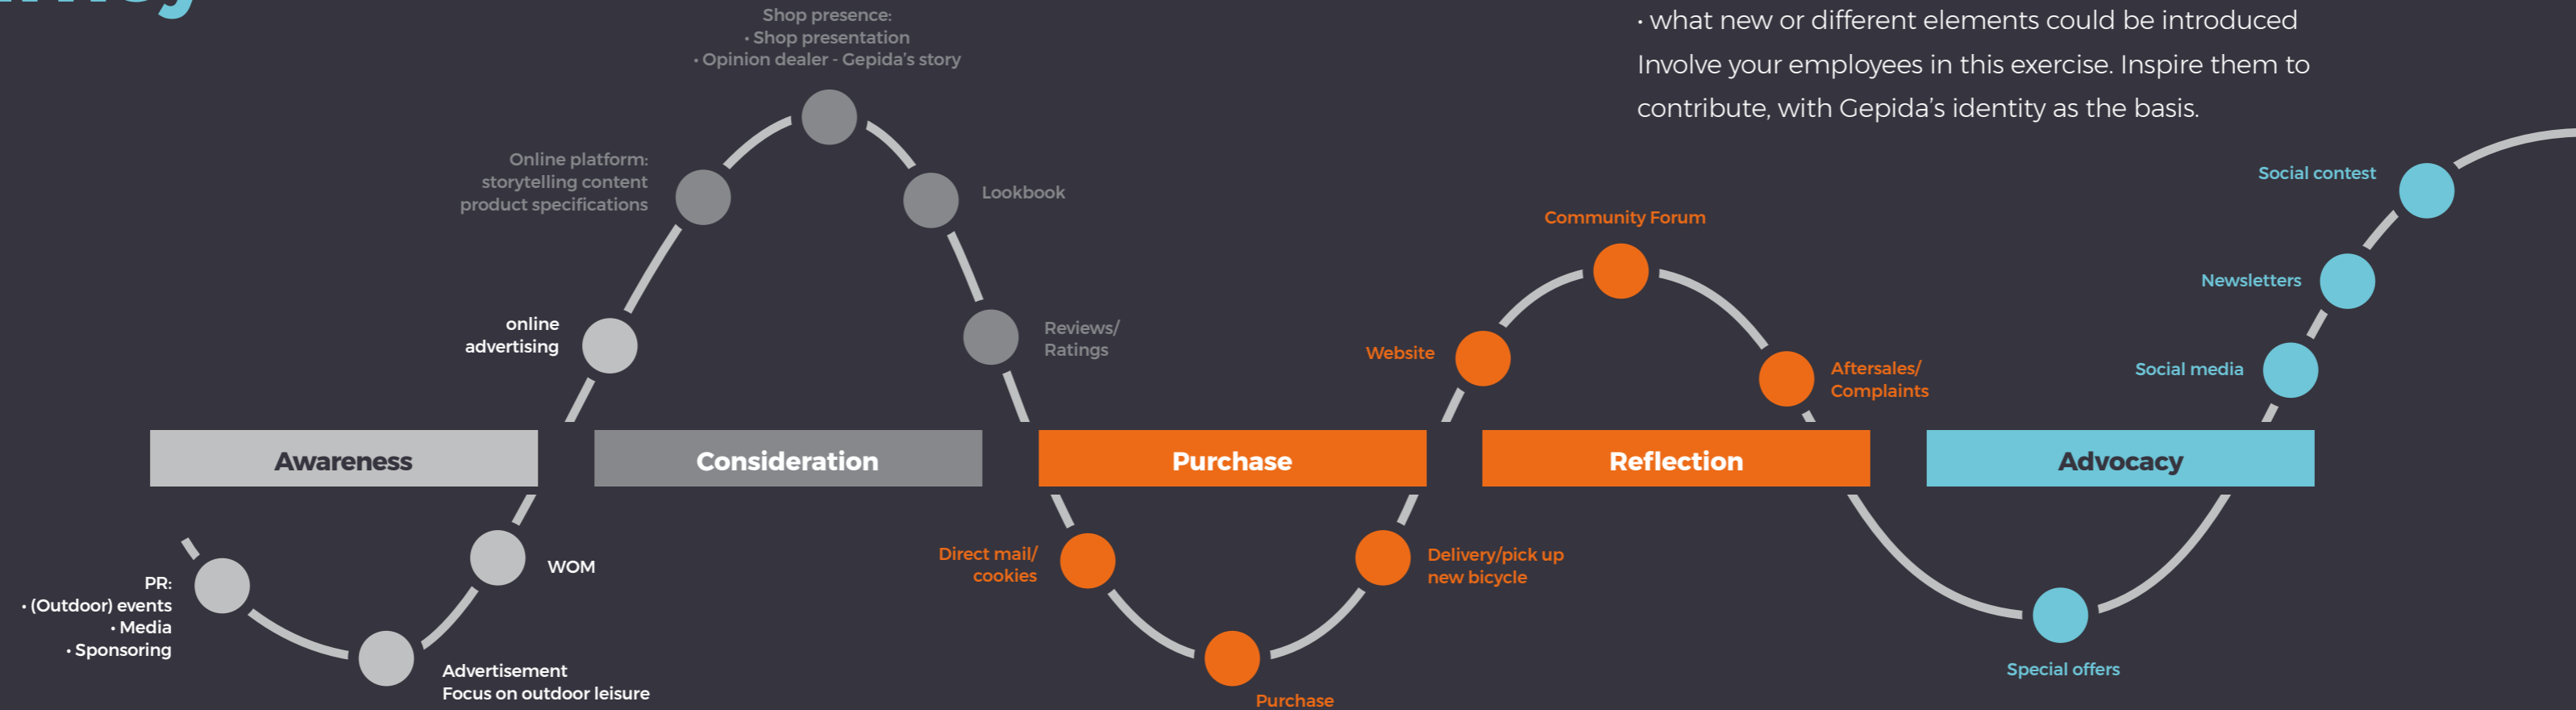 Shop presence:
• Shop presentation
• Opinion dealer - Gepida's story
• what new or different elements could be introduced
Involve your employees in this exercise. Inspire them to
contribute, with Gepida's identity as the basis.
Online platform:
storytelling content
product specifications
Lookbook
online
advertising
Reviews/
Ratings
Community Forum
Website
Aftersales/
Complaints
Social contest
Newsletters
Social media
Awareness
Consideration
Purchase
Reflection
Advocacy
PR:
• (Outdoor) events
• Media
• Sponsoring
WOM
Advertisement
Focus on outdoor leisure
Direct mail/
cookies
Delivery/pick up
new bicycle
Purchase
Special offers